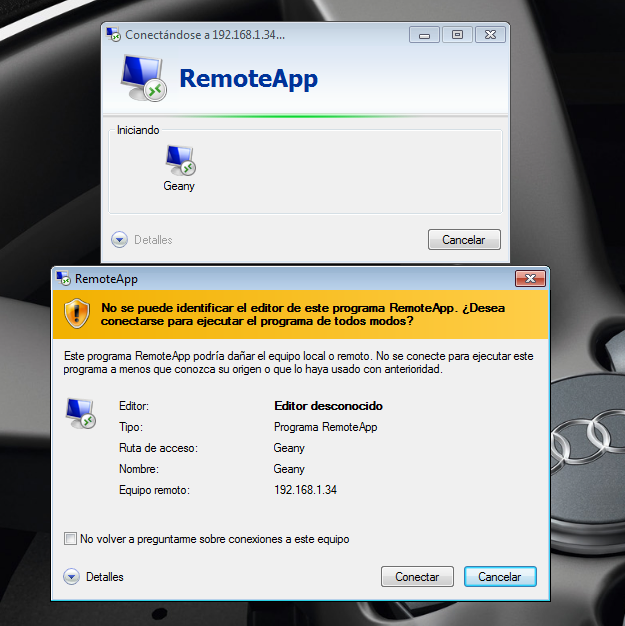 Conectándose a 192.168.1.34...
RemoteApp
Iniciando
Geany
Detalles
Cancelar
RemoteApp
No se puede identificar el editor de este programa RemoteApp. ¿Desea
conectarse para ejecutar el programa de todos modos?
Este programa RemoteApp podría dañar el equipo local o remoto. No se conecte para ejecutar este
programa a menos que conozca su origen o que lo haya usado con anterioridad.
Editor: Editor desconocido
Tipo: Programa RemoteApp
Ruta de acceso: Geany
Nombre: Geany
Equipo remoto: 192.168.1.34
No volver a preguntarme sobre conexiones a este equipo
Detalles
Conectar
Cancelar